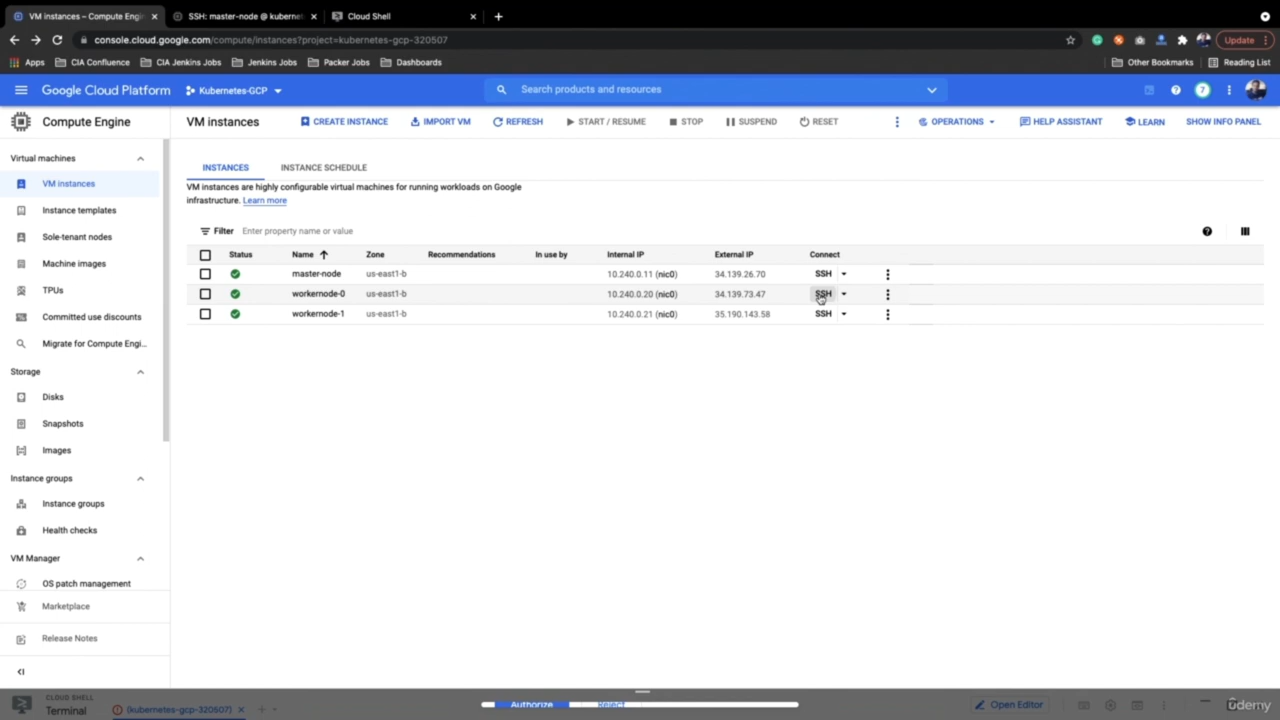 VM instances – Compute Engin
SSH: master-node @ kubernet
Cloud Shell
console.cloud.google.com/compute/instances?project=kubernetes-gcp-320507
Update
Apps
CIA Confluence
CIA Jenkins Jobs
Jenkins Jobs
Packer Jobs
Dashboards
Other Bookmarks
Reading List
Google Cloud Platform
Kubernetes-GCP
Search products and resources
7
Compute Engine
VM instances
CREATE INSTANCE
IMPORT VM
REFRESH
START / RESUME
STOP
SUSPEND
RESET
OPERATIONS
HELP ASSISTANT
LEARN
SHOW INFO PANEL
Virtual machines
VM instances
Instance templates
Sole-tenant nodes
Machine images
TPUs
Committed use discounts
Migrate for Compute Engi...
Storage
Disks
Snapshots
Images
Instance groups
Instance groups
Health checks
VM Manager
OS patch management
Marketplace
Release Notes
INSTANCES
INSTANCE SCHEDULE
VM instances are highly configurable virtual machines for running workloads on Google
infrastructure. Learn more
Filter Enter property name or value
Status Name Zone Recommendations In use by Internal IP External IP Connect
master-node us-east1-b 10.240.0.11 (nic0) 34.139.26.70 SSH
workernode-0 us-east1-b 10.240.0.20 (nic0) 34.139.73.47 SSH
workernode-1 us-east1-b 10.240.0.21 (nic0) 35.190.143.58 SSH
CLOUD SHELL
Terminal
(kubernetes-gcp-320507)
Authorize
Reject
Open Editor
Udemy